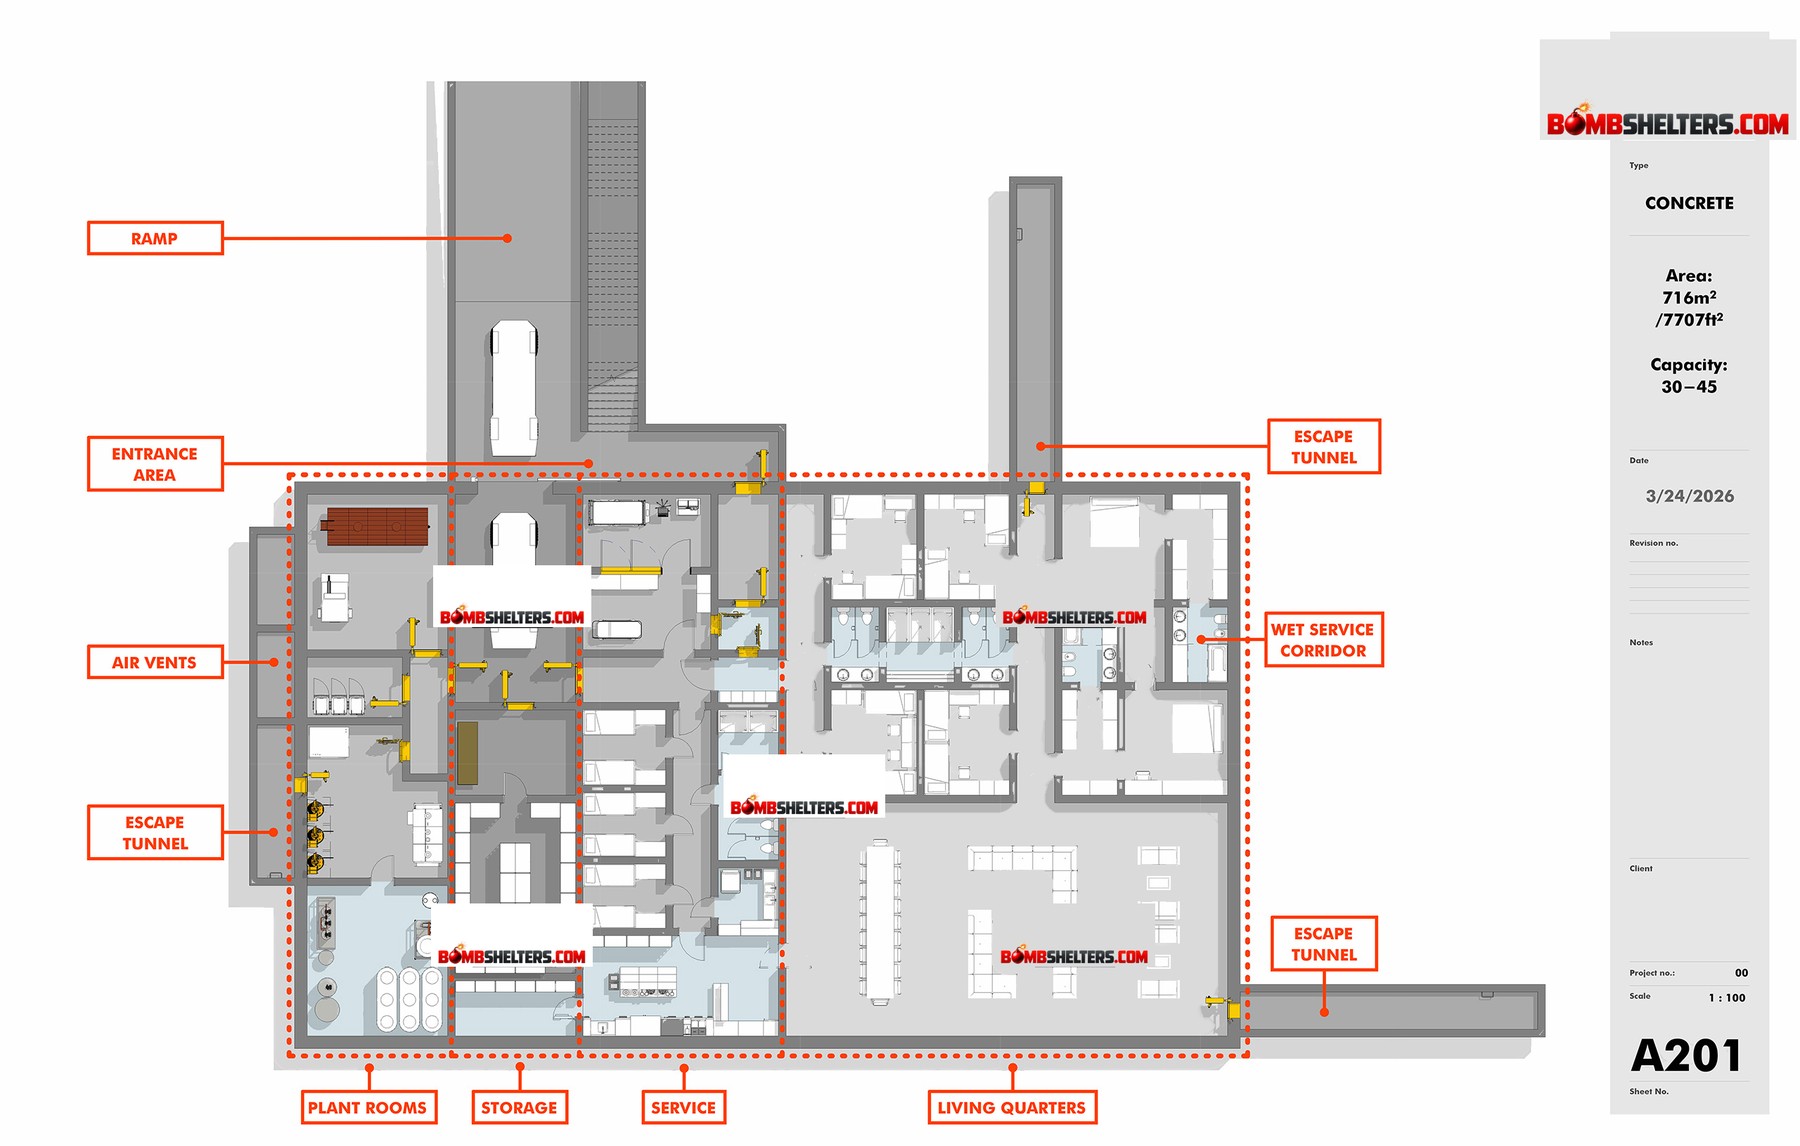 BOMBSHELTERS.COM
Type
CONCRETE
Area:
716m²
/7707ft²
Capacity:
30–45
Date
3/24/2026
Revision no.
Notes
Client
Project no.:
00
Scale
1 : 100
A201
Sheet No.
RAMP
ENTRANCE
AREA
AIR VENTS
ESCAPE
TUNNEL
ESCAPE
TUNNEL
WET SERVICE
CORRIDOR
ESCAPE
TUNNEL
BOMBSHELTERS.COM
BOMBSHELTERS.COM
BOMBSHELTERS.COM
BOMBSHELTERS.COM
BOMBSHELTERS.COM
PLANT ROOMS
STORAGE
SERVICE
LIVING QUARTERS